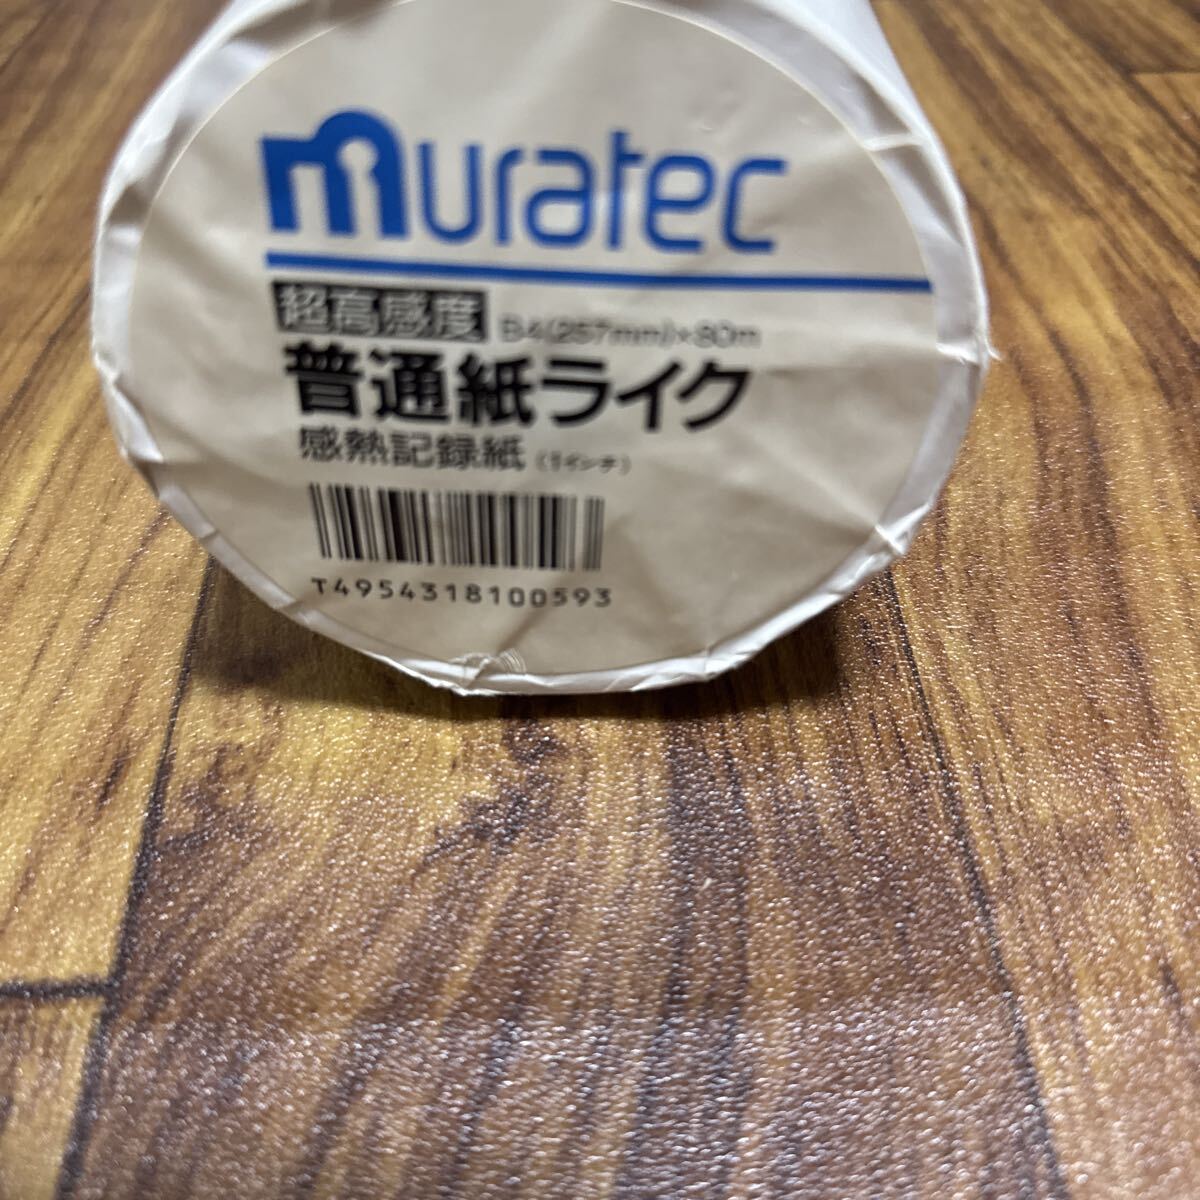 muratec
超高感度 B4(257mm)×80m
普通紙ライク
感熱記録紙 (1インチ)
T4954318100593